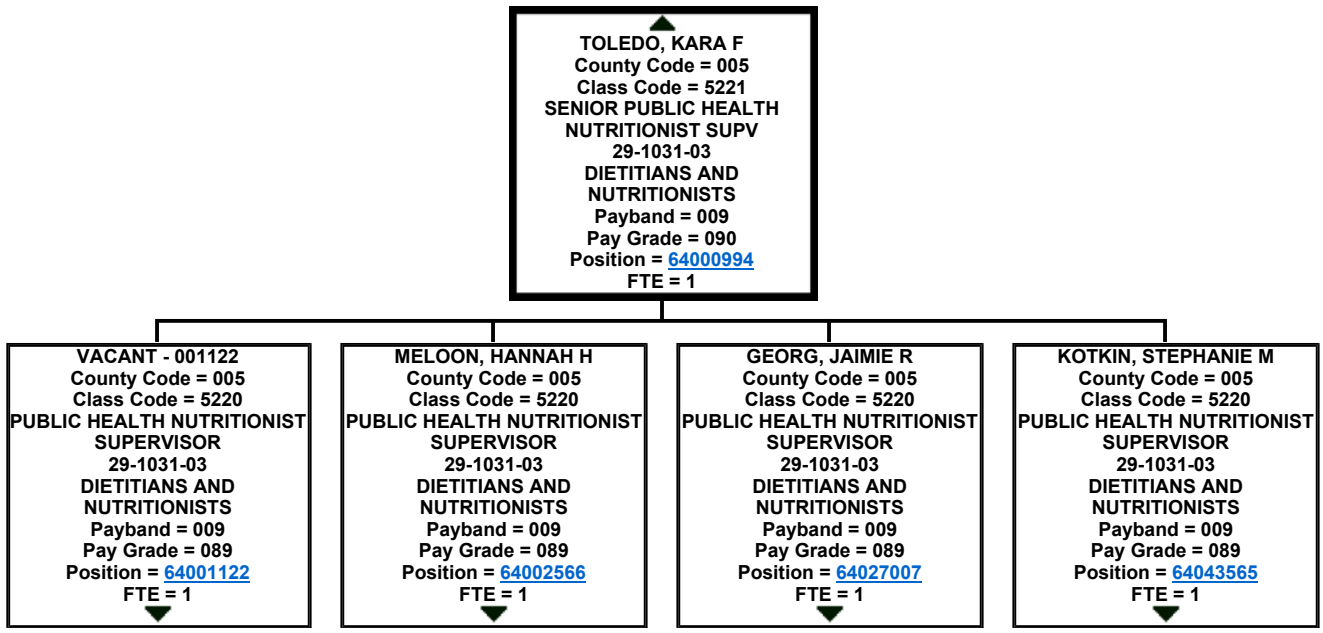 TOLEDO, KARA F
County Code = 005
Class Code = 5221
SENIOR PUBLIC HEALTH
NUTRITIONIST SUPV
29-1031-03
DIETITIANS AND
NUTRITIONISTS
Payband = 009
Pay Grade = 090
Position = 64000994
FTE = 1
VACANT - 001122
County Code = 005
Class Code = 5220
PUBLIC HEALTH NUTRITIONIST
SUPERVISOR
29-1031-03
DIETITIANS AND
NUTRITIONISTS
Payband = 009
Pay Grade = 089
Position = 64001122
FTE = 1
MELOON, HANNAH H
County Code = 005
Class Code = 5220
PUBLIC HEALTH NUTRITIONIST
SUPERVISOR
29-1031-03
DIETITIANS AND
NUTRITIONISTS
Payband = 009
Pay Grade = 089
Position = 64002566
FTE = 1
GEORG, JAIMIE R
County Code = 005
Class Code = 5220
PUBLIC HEALTH NUTRITIONIST
SUPERVISOR
29-1031-03
DIETITIANS AND
NUTRITIONISTS
Payband = 009
Pay Grade = 089
Position = 64027007
FTE = 1
KOTKIN, STEPHANIE M
County Code = 005
Class Code = 5220
PUBLIC HEALTH NUTRITIONIST
SUPERVISOR
29-1031-03
DIETITIANS AND
NUTRITIONISTS
Payband = 009
Pay Grade = 089
Position = 64043565
FTE = 1